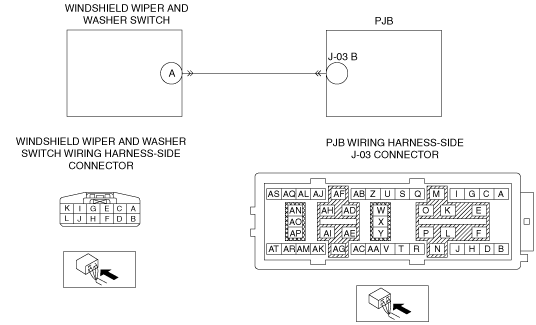 WINDSHIELD WIPER AND
WASHER SWITCH
PJB
J-03 B
A
WINDSHIELD WIPER AND WASHER
SWITCH WIRING HARNESS-SIDE
CONNECTOR
PJB WIRING HARNESS-SIDE
J-03 CONNECTOR
K I G E C A
L J H F D B
AS AQ AL AJ AF AB Z U S Q M I G C A
AN AH AD W O K E
AO X
AP AI AE Y P L F
AT AR AM AK AG AC AA V T R N J H D B